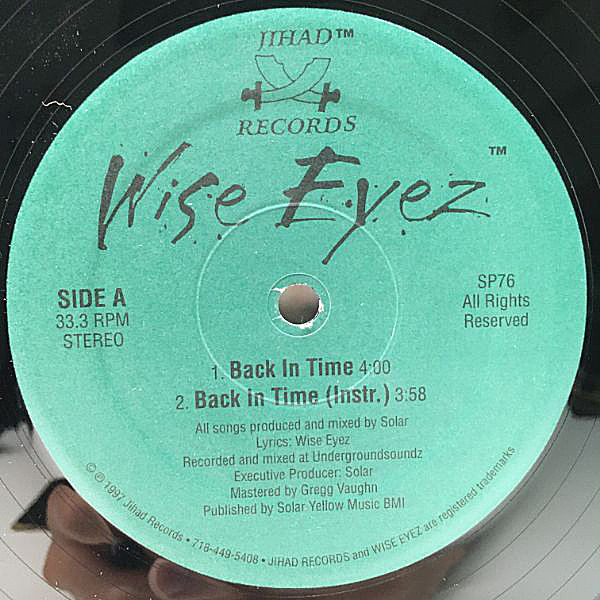 JIHAD™
RECORDS
Wise Eyez ™
SIDE A
33.3 RPM
STEREO
SP76
All Rights
Reserved
1. Back In Time 4:00
2. Back in Time (Instr.) 3:58
All songs produced and mixed by Solar
Lyrics: Wise Eyez
Recorded and mixed at Undergroundsoundz
Executive Producer: Solar
Mastered by Gregg Vaughn
Published by Solar Yellow Music BMI
© ℗ 1997 Jihad Records • 718-449-5408 • JIHAD RECORDS and WISE EYEZ are registered trademarks